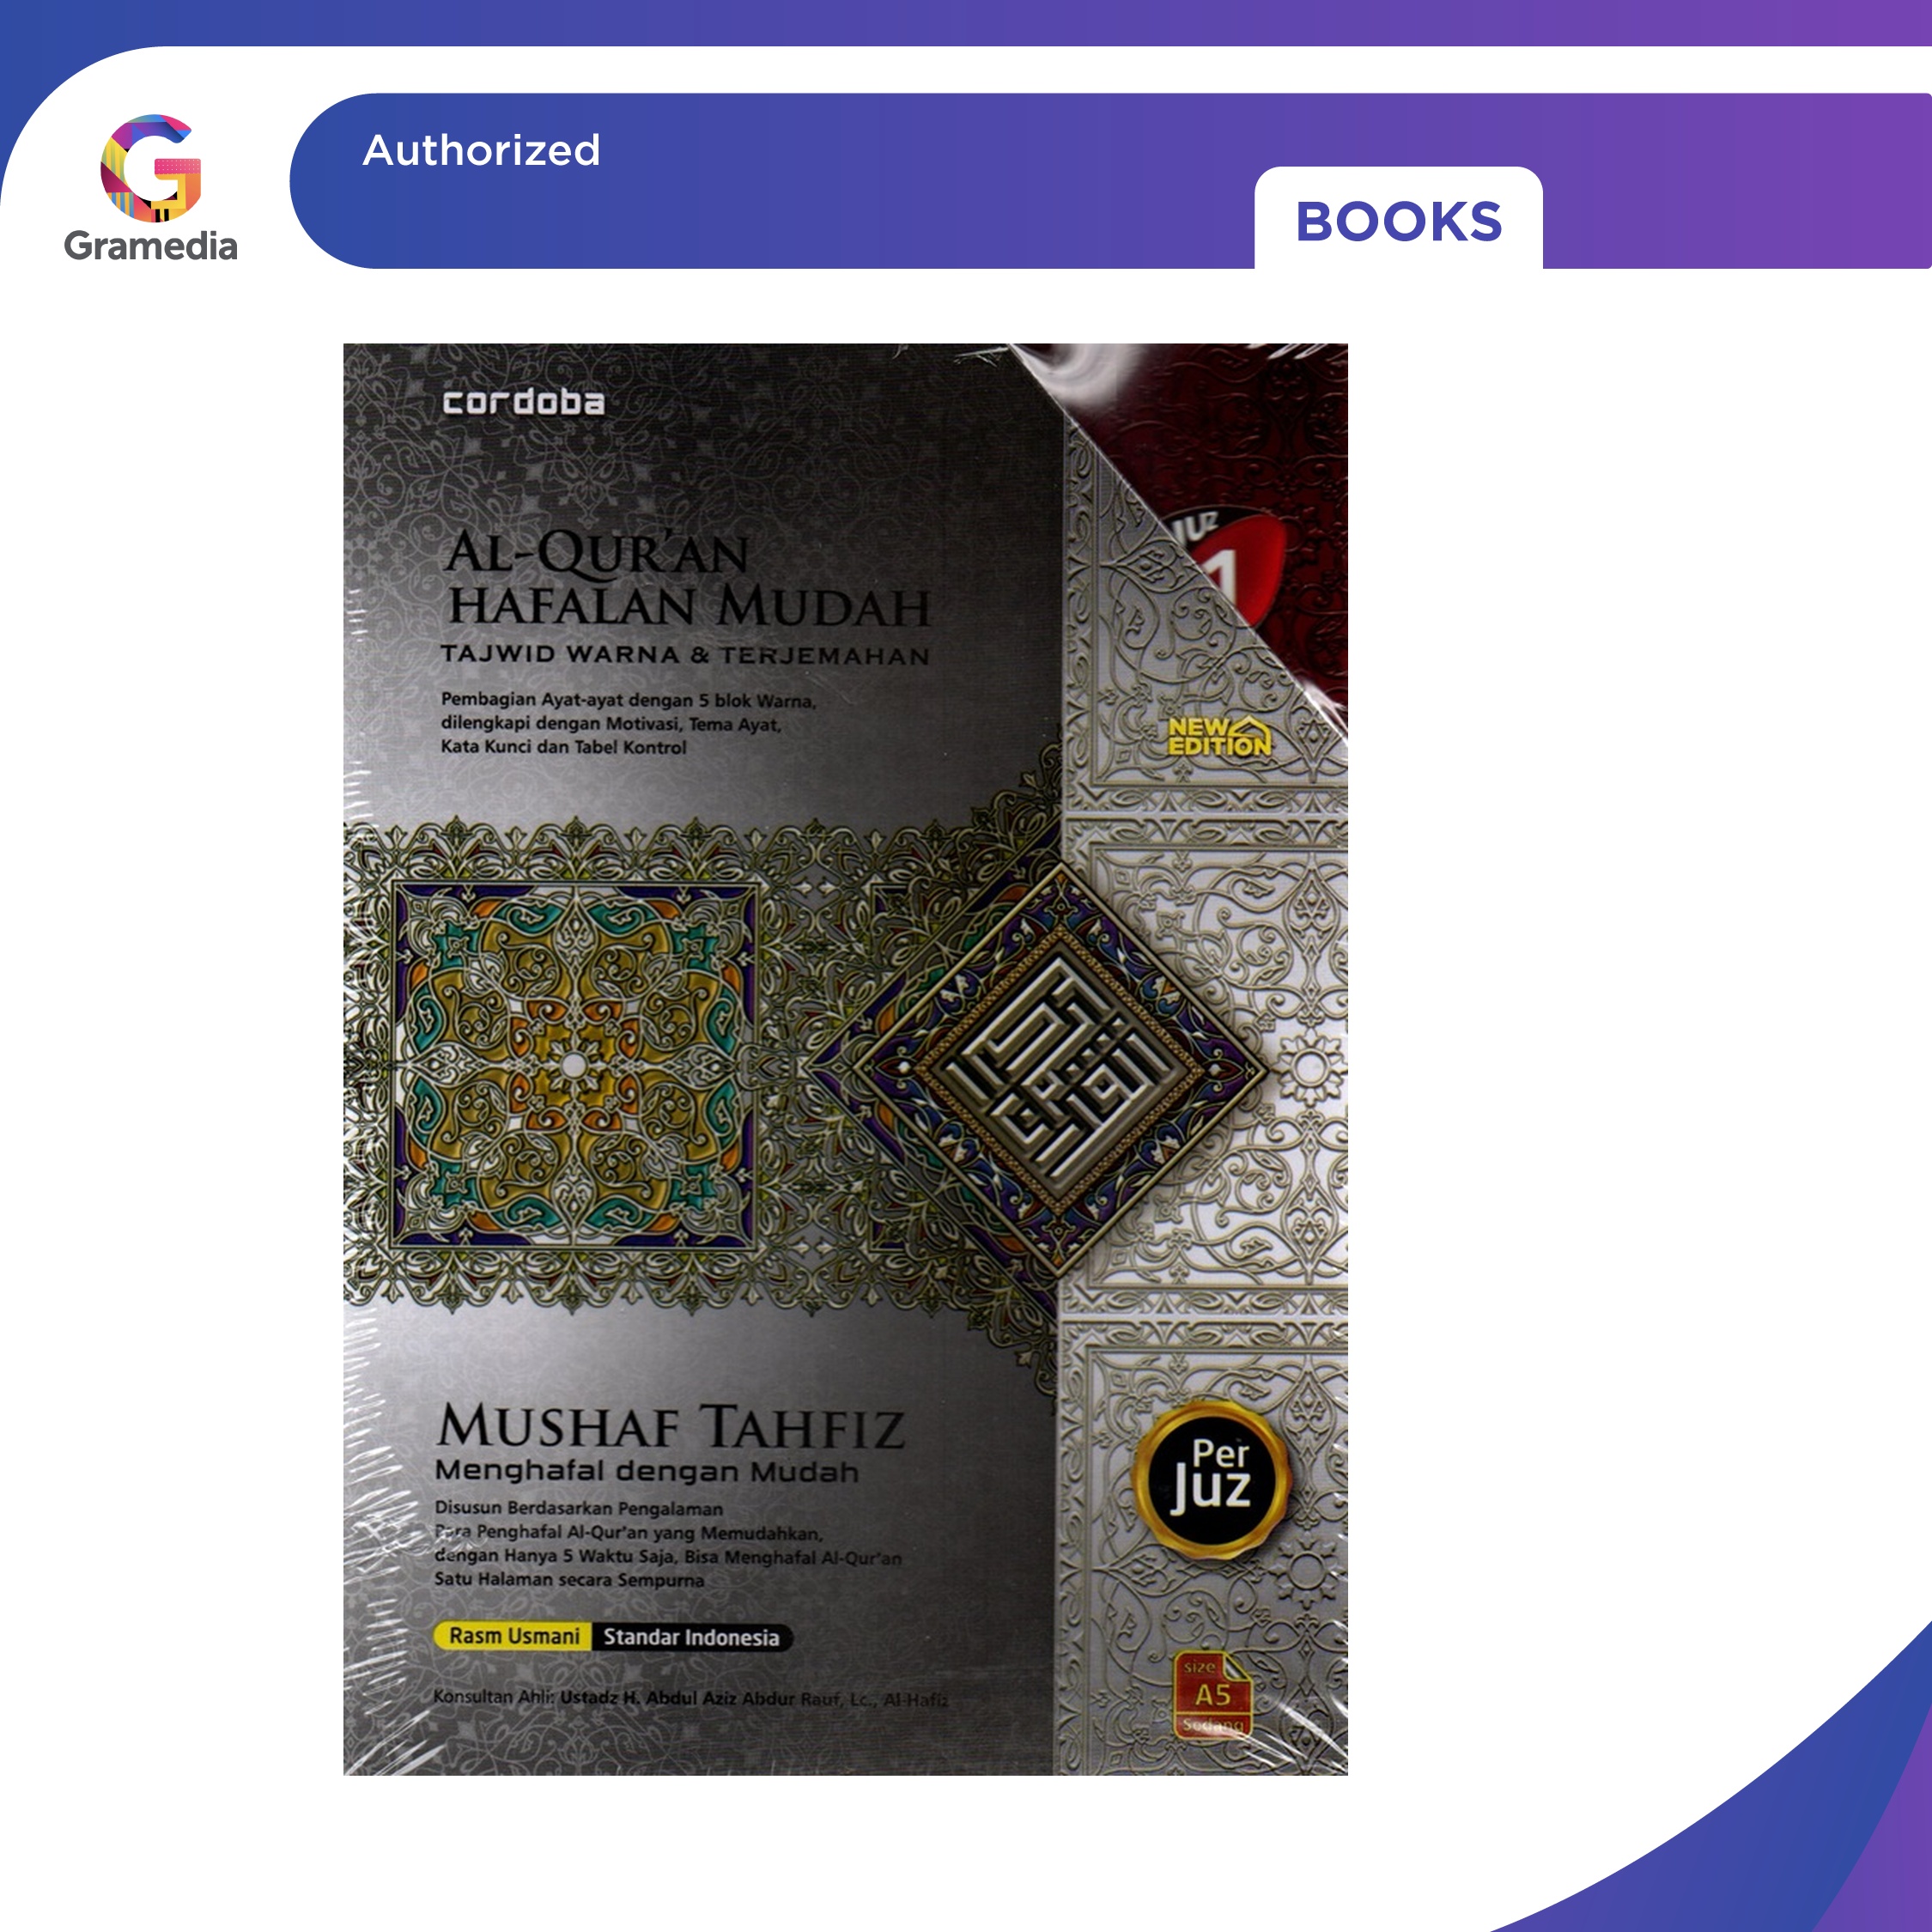 Authorized
BOOKS
Gramedia
cordoba
AL-QUR'AN
HAFALAN MUDAH
TAJWID WARNA & TERJEMAHAN
Pembagian Ayat-ayat dengan 5 blok Warna,
dilengkapi dengan Motivasi, Tema Ayat,
Kata Kunci dan Tabel Kontrol
JUZ
1
NEW
EDITION
MUSHAF TAHFIZ
Menghafal dengan Mudah
Disusun Berdasarkan Pengalaman
Para Penghafal Al-Qur'an yang Memudahkan,
dengan Hanya 5 Waktu Saja, Bisa Menghafal Al-Qur'an
Satu Halaman secara Sempurna
Per
Juz
Rasm Usmani Standar Indonesia
Konsultan Ahli: Ustadz H. Abdul Aziz Abdur Rauf, Lc., Al-Hafiz
size
A5
Sedang